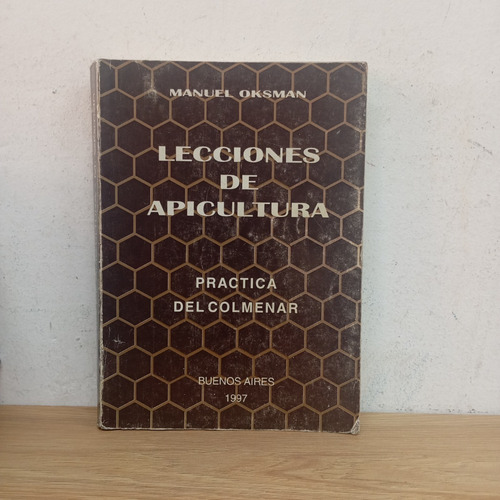 MANUEL OKSMAN
LECCIONES
DE
APICULTURA
PRACTICA
DEL COLMENAR
BUENOS AIRES
1997